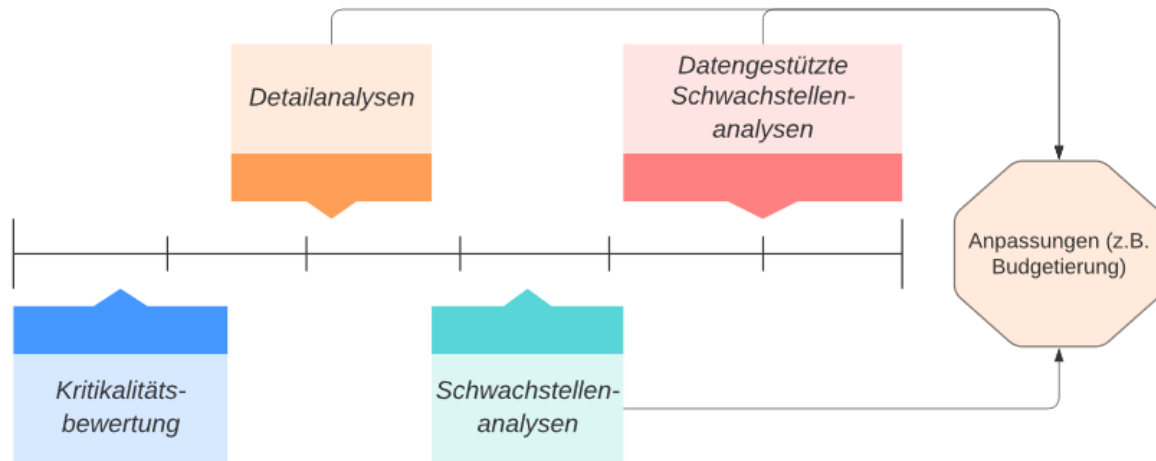 Detailanalysen
Datengestützte
Schwachstellen-
analysen
Anpassungen (z.B.
Budgetierung)
Kritikalitäts-
bewertung
Schwachstellen-
analysen